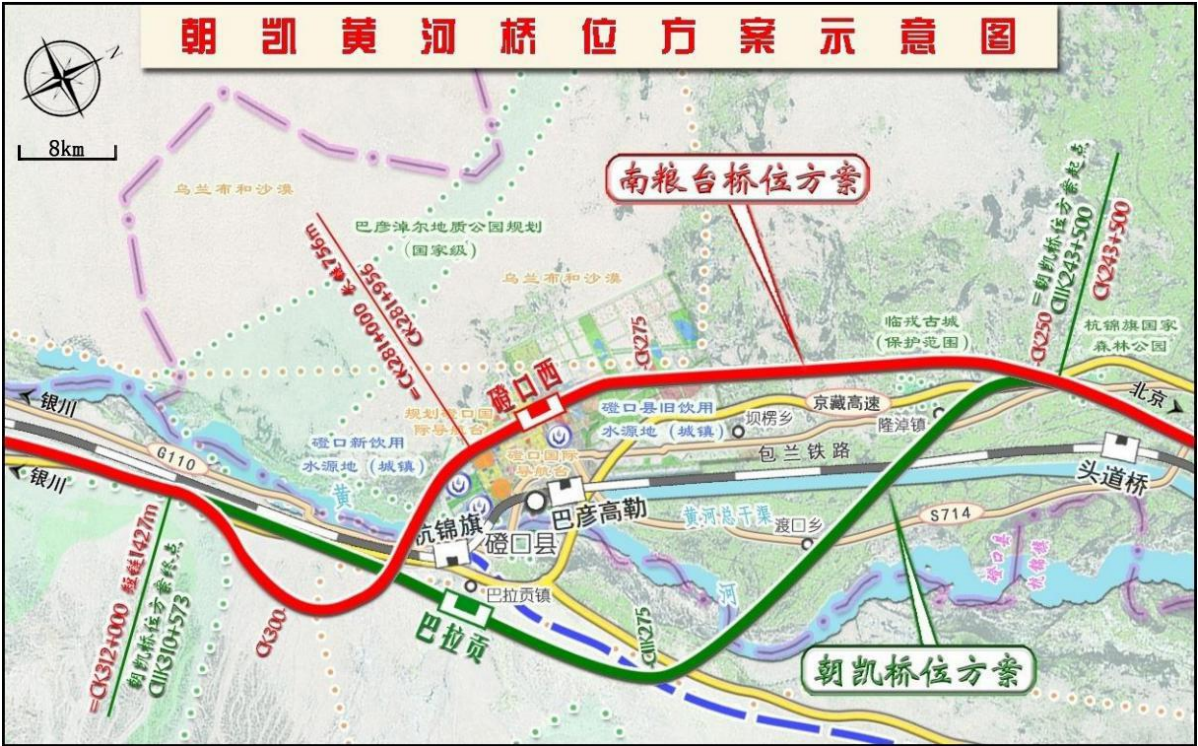 朝凯黄河桥位方案示意图
N
8km
乌兰布和沙漠
南粮台桥位方案
巴彦淖尔地质公园规划
(国家级)
乌兰布和沙漠
=CK281+000 长链756m
CK281+956
CK275
临戎古城
(保护范围)
CK250=朝凯桥位方案起点
CIIK243+500
CK243+500
杭锦旗国家
森林公园
北京
磴口西
京藏高速
银川
规划磴口国
际导航台
磴口县旧饮用
水源地（城镇）
坝楞乡
隆淖镇
磴口新饮用
水源地（城镇）
磴口国际
导航台
包兰铁路
G110
银川
黄
头道桥
巴彦高勒
黄河总干渠
渡口乡
S714
杭锦旗
磴口县
磴口县
杭锦旗
河
巴拉贡镇
巴拉贡
CIIK275
CK300
=CK312+000 短链1427m
朝凯桥位方案终点
CIIK310+573
朝凯桥位方案